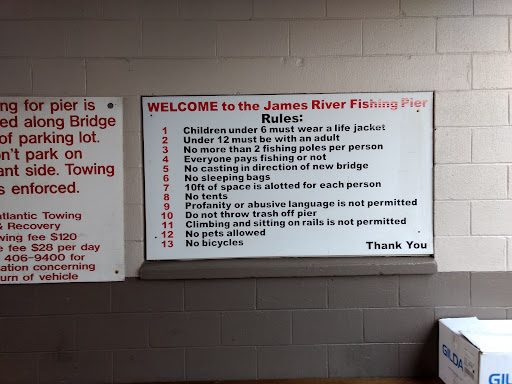 ng for pier is
ed along Bridge
of parking lot.
n't park on
ant side. Towing
s enforced.
tlantic Towing
& Recovery
wing fee $120
e fee $28 per day
406-9400 for
ation concerning
urn of vehicle
WELCOME to the James River Fishing Pier
Rules:
1 Children under 6 must wear a life jacket
2 Under 12 must be with an adult
3 No more than 2 fishing poles per person
4 Everyone pays fishing or not
5 No casting in direction of new bridge
6 No sleeping bags
7 10ft of space is alotted for each person
8 No tents
9 Profanity or abusive language is not permitted
10 Do not throw trash off pier
11 Climbing and sitting on rails is not permitted
12 No pets allowed
13 No bicycles
Thank You
GILDA
GILDA